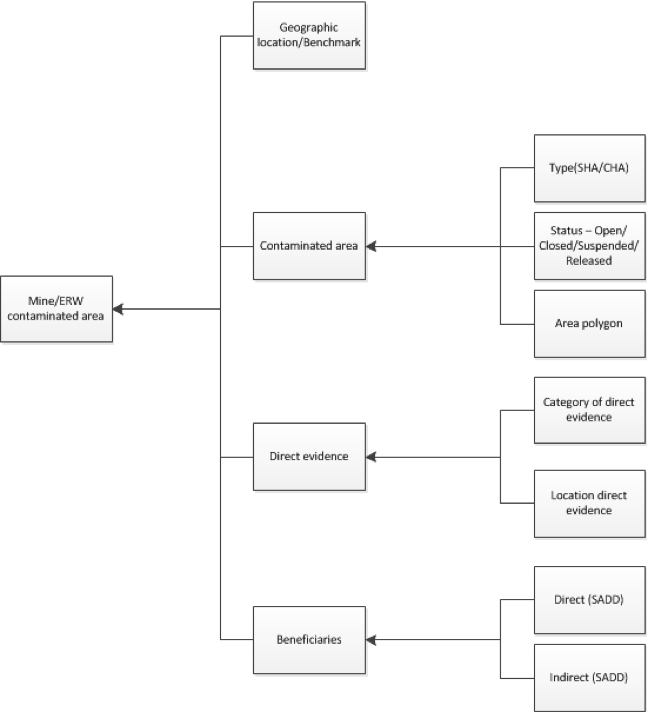 Geographic
location/Benchmark
Type(SHA/CHA)
Contaminated area
Status – Open/
Closed/Suspended/
Released
Mine/ERW
contaminated area
Area polygon
Category of direct
evidence
Direct evidence
Location direct
evidence
Direct (SADD)
Beneficiaries
Indirect (SADD)